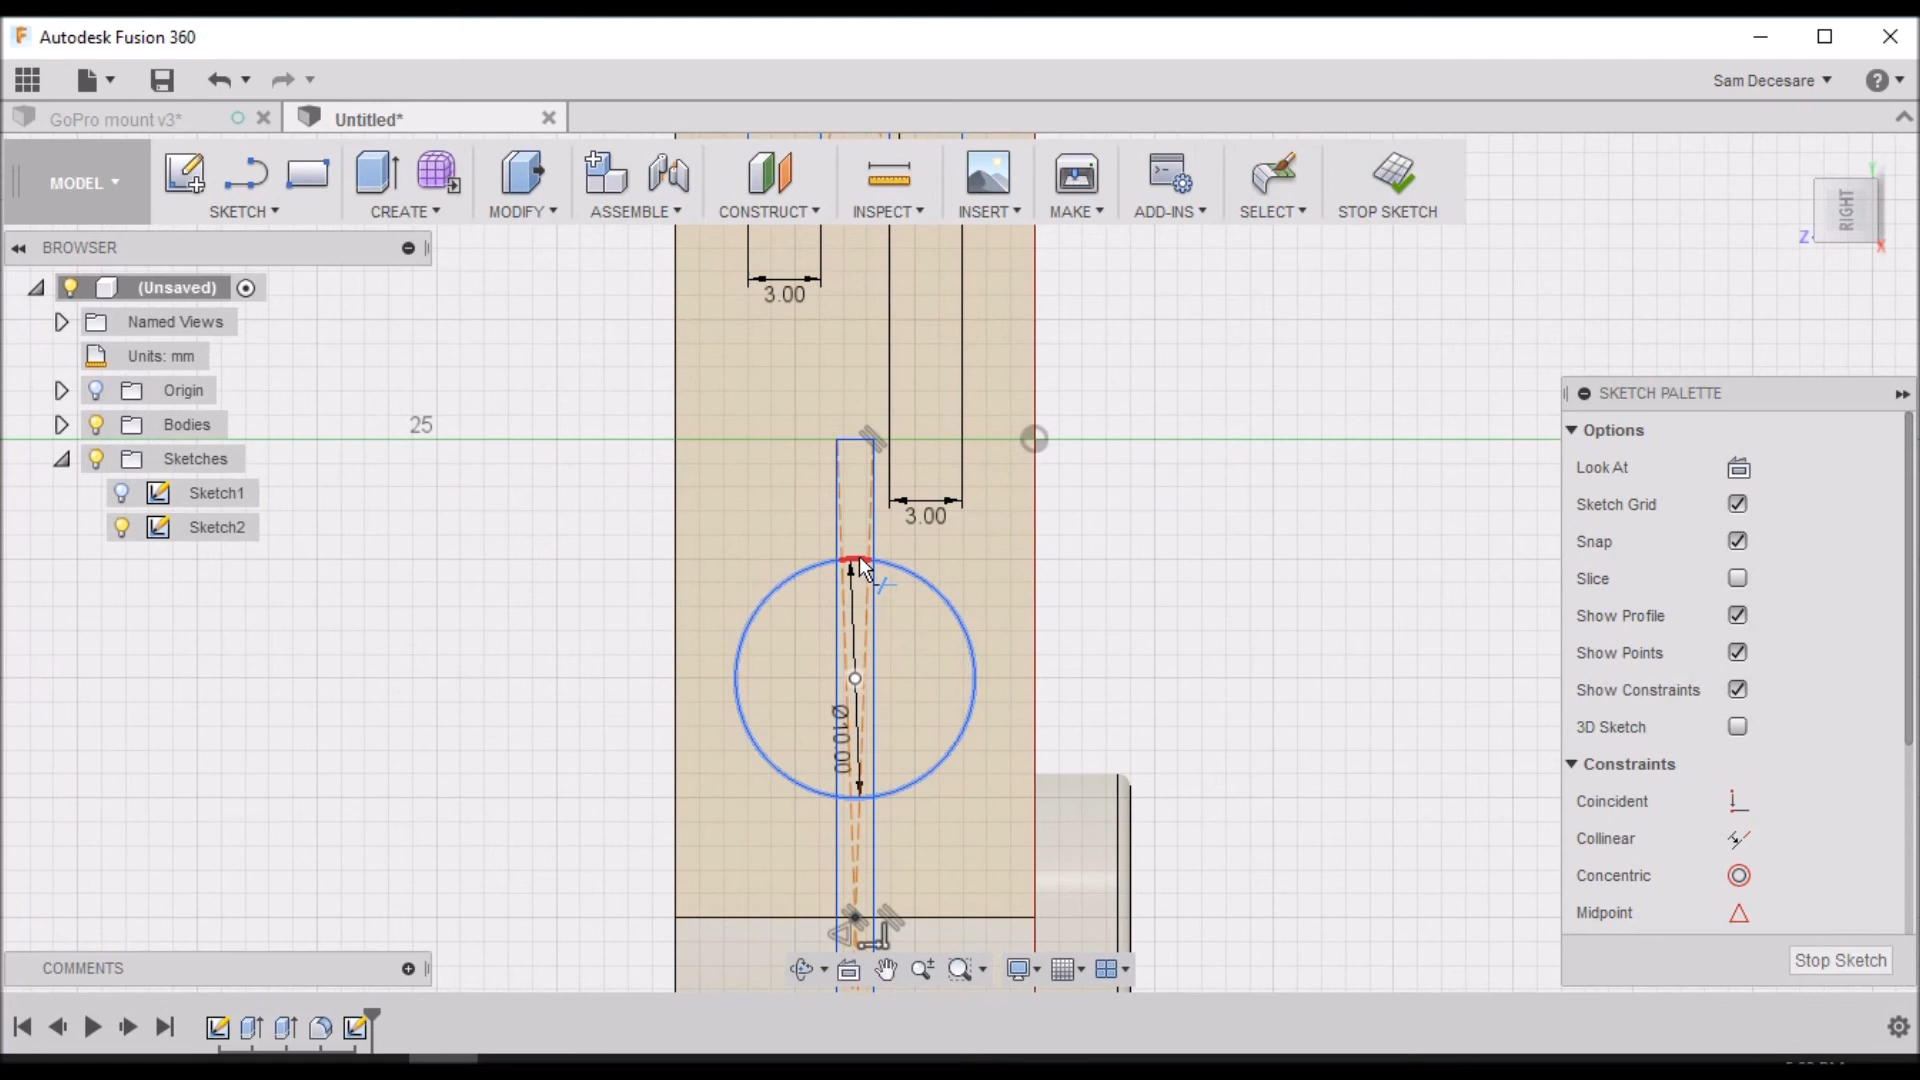 Autodesk Fusion 360
Sam Decesare
GoPro mount v3*
Untitled*
MODEL
SKETCH
CREATE
MODIFY
ASSEMBLE
CONSTRUCT
INSPECT
INSERT
MAKE
ADD-INS
SELECT
STOP SKETCH
RIGHT
Z
X
BROWSER
(Unsaved)
Named Views
Units: mm
Origin
Bodies
Sketches
Sketch1
Sketch2
25
3.00
3.00
Ø10.00
SKETCH PALETTE
Options
Look At
Sketch Grid
Snap
Slice
Show Profile
Show Points
Show Constraints
3D Sketch
Constraints
Coincident
Collinear
Concentric
Midpoint
Stop Sketch
COMMENTS